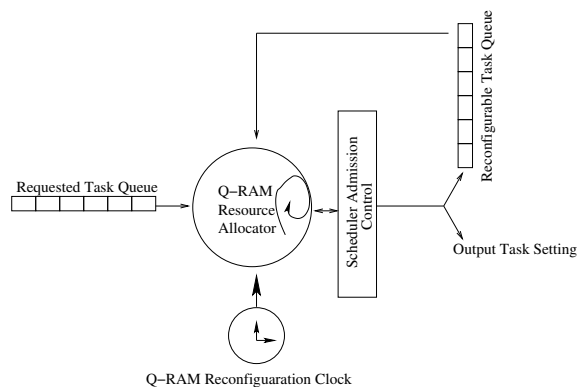 Requested Task Queue
Q−RAM
Resource
Allocator
Scheduler Admission
Control
Reconfigurable Task Queue
Output Task Setting
Q−RAM Reconfiguaration Clock